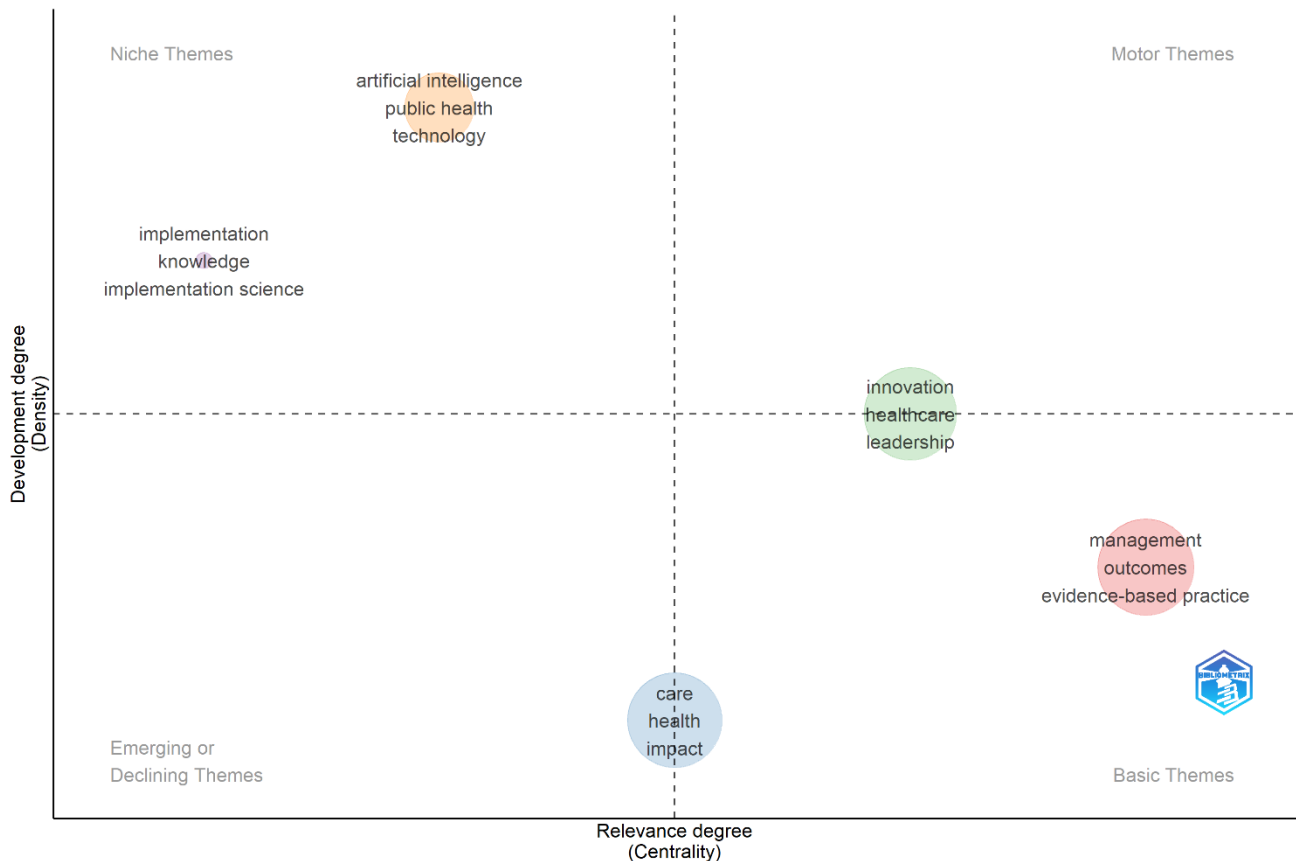 Niche Themes
Motor Themes
artificial intelligence
public health
technology
implementation
knowledge
implementation science
innovation
healthcare
leadership
management
outcomes
evidence-based practice
care
health
impact
BIBLIOMETRIX
Emerging or
Declining Themes
Basic Themes
Development degree
(Density)
Relevance degree
(Centrality)